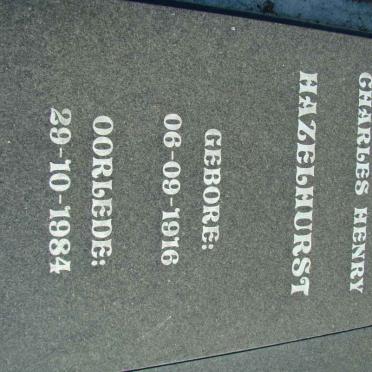 CHARLES HENRY
HAZELHURST
GEBORE:
06-09-1916
OORLEDE:
29-10-1984